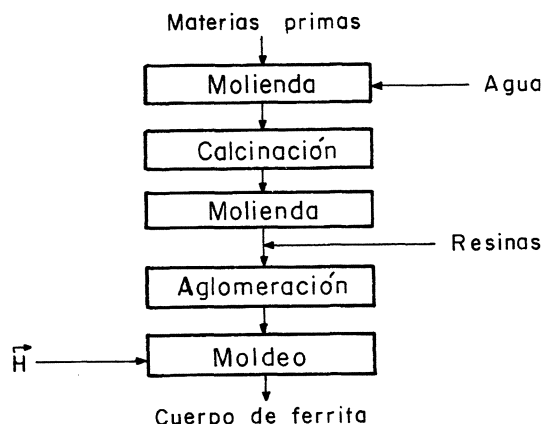 Materias primas
Molienda
Agua
Calcinación
Molienda
Resinas
Aglomeración
H
Moldeo
Cuerpo de ferrita